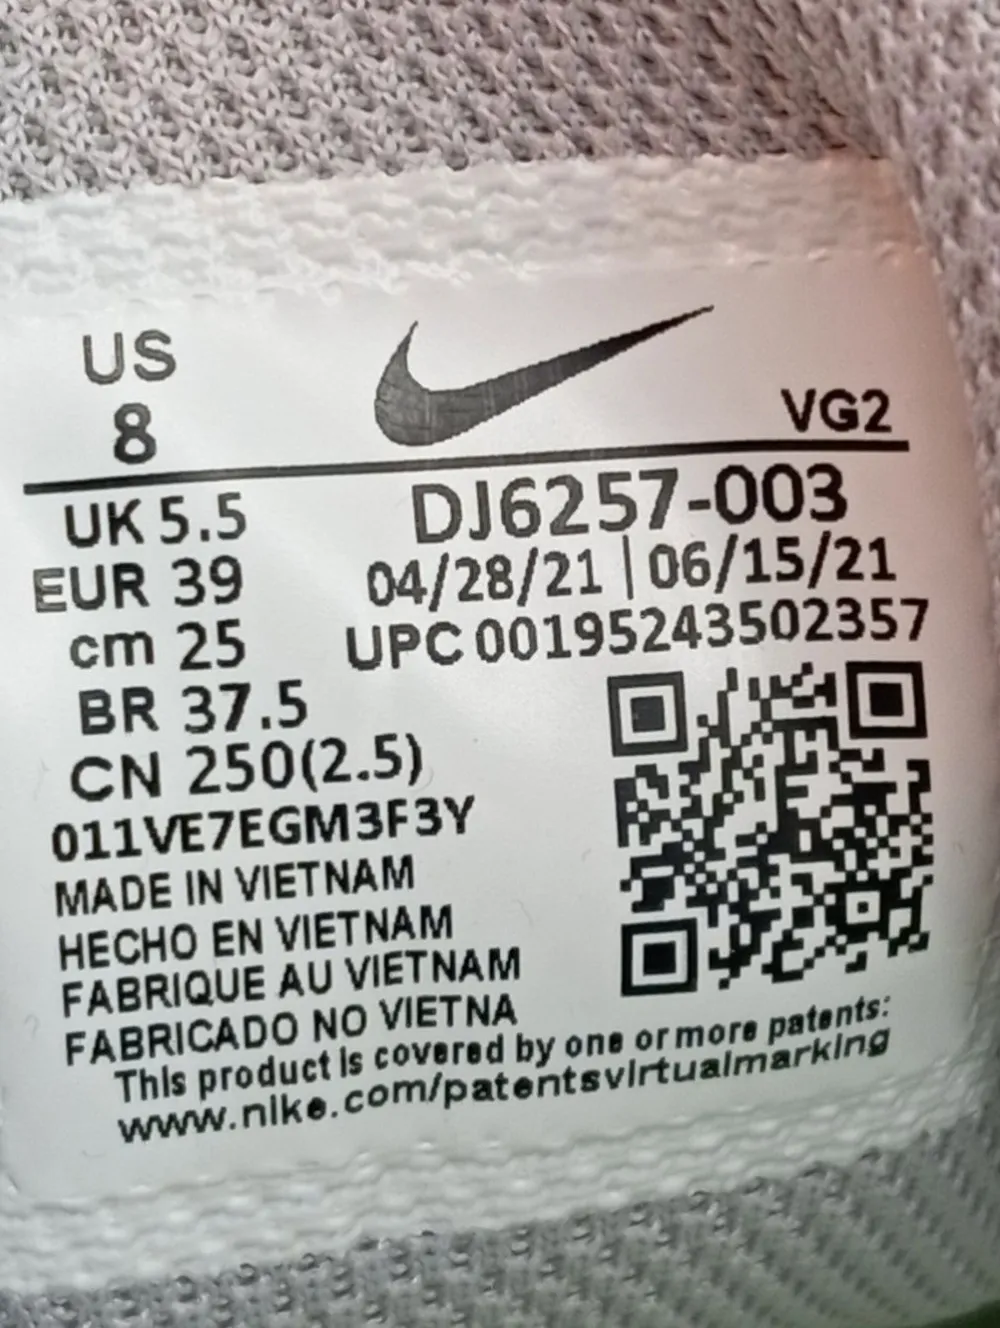 US
8
VG2
UK 5.5
DJ6257-003
EUR 39
04/28/21 | 06/15/21
cm 25
UPC 00195243502357
BR 37.5
CN 250(2.5)
011VE7EGM3F3Y
MADE IN VIETNAM
HECHO EN VIETNAM
FABRIQUE AU VIETNAM
FABRICADO NO VIETNA
This product is covered by one or more patents:
www.nike.com/patentsvirtualmarking